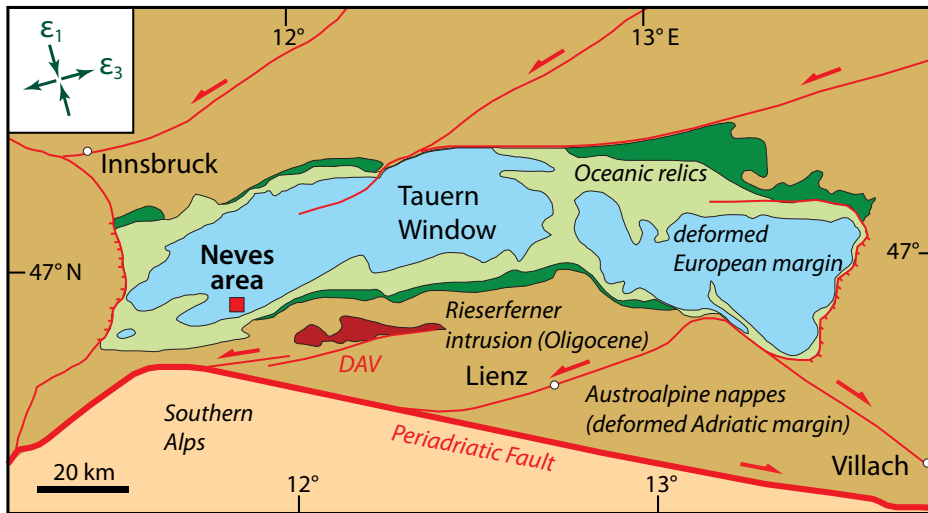 ε1
ε3
12°
13° E
Innsbruck
Oceanic relics
Tauern
Window
deformed
European margin
Neves
area
47° N
47°
Rieserferner
intrusion (Oligocene)
DAV
Lienz
Austroalpine nappes
(deformed Adriatic margin)
Southern
Alps
Periadriatic Fault
Villach
20 km
12°
13°